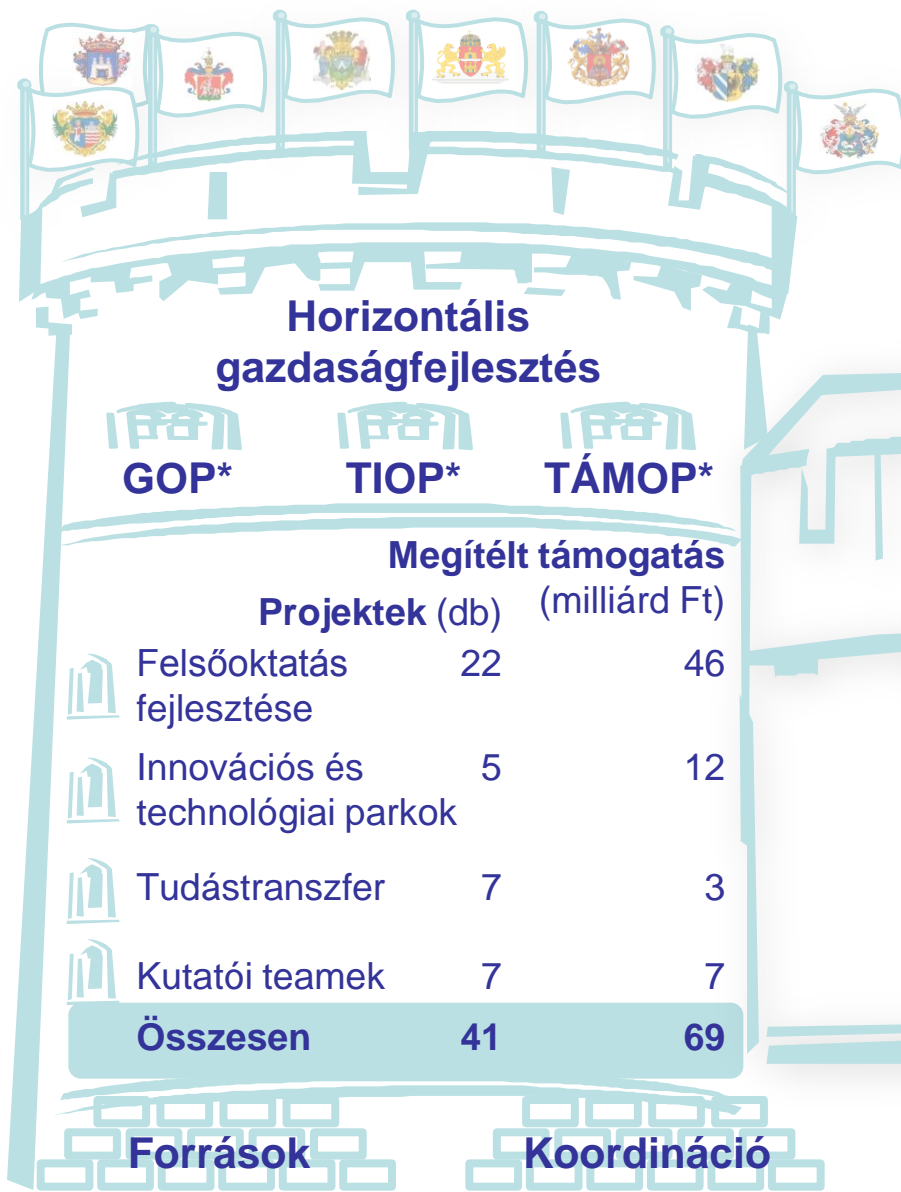 Horizontális
gazdaságfejlesztés
GOP* TIOP* TÁMOP*
Megítélt támogatás
Projektek (db) (milliárd Ft)
Felsőoktatás 22 46
fejlesztése
Innovációs és 5 12
technológiai parkok
Tudástranszfer 7 3
Kutatói teamek 7 7
Összesen 41 69
Források Koordináció